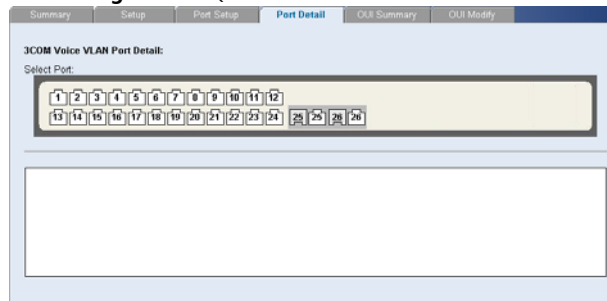 Summary Setup Port Setup Port Detail OUI Summary OUI Modify
3COM Voice VLAN Port Detail:
Select Port:
1 2 3 4 5 6 7 8 9 10 11 12
13 14 15 16 17 18 19 20 21 22 23 24 25 25 26 26